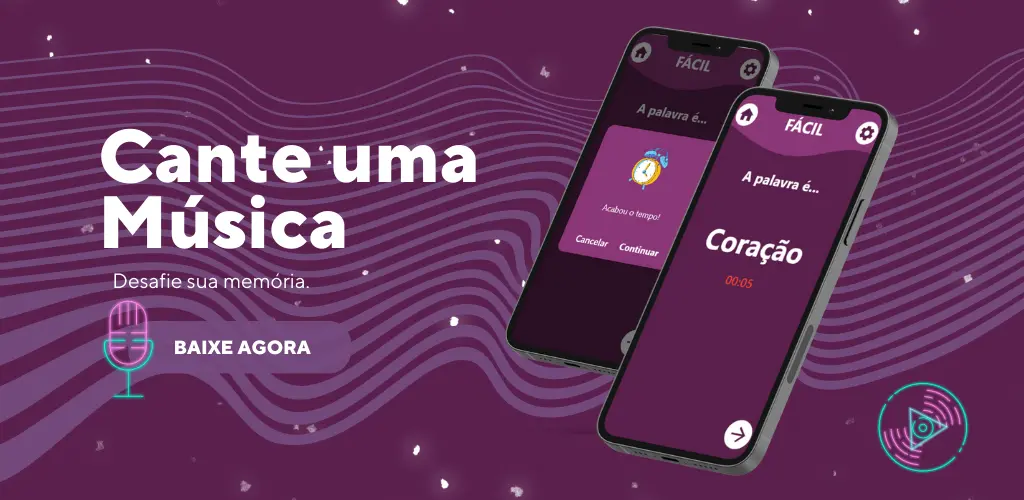 Cante uma
Música
Desafie sua memória.
BAIXE AGORA
FÁCIL
A palavra é...
Acabou o tempo!
Cancelar
Continuar
FÁCIL
A palavra é...
Coração
00:05